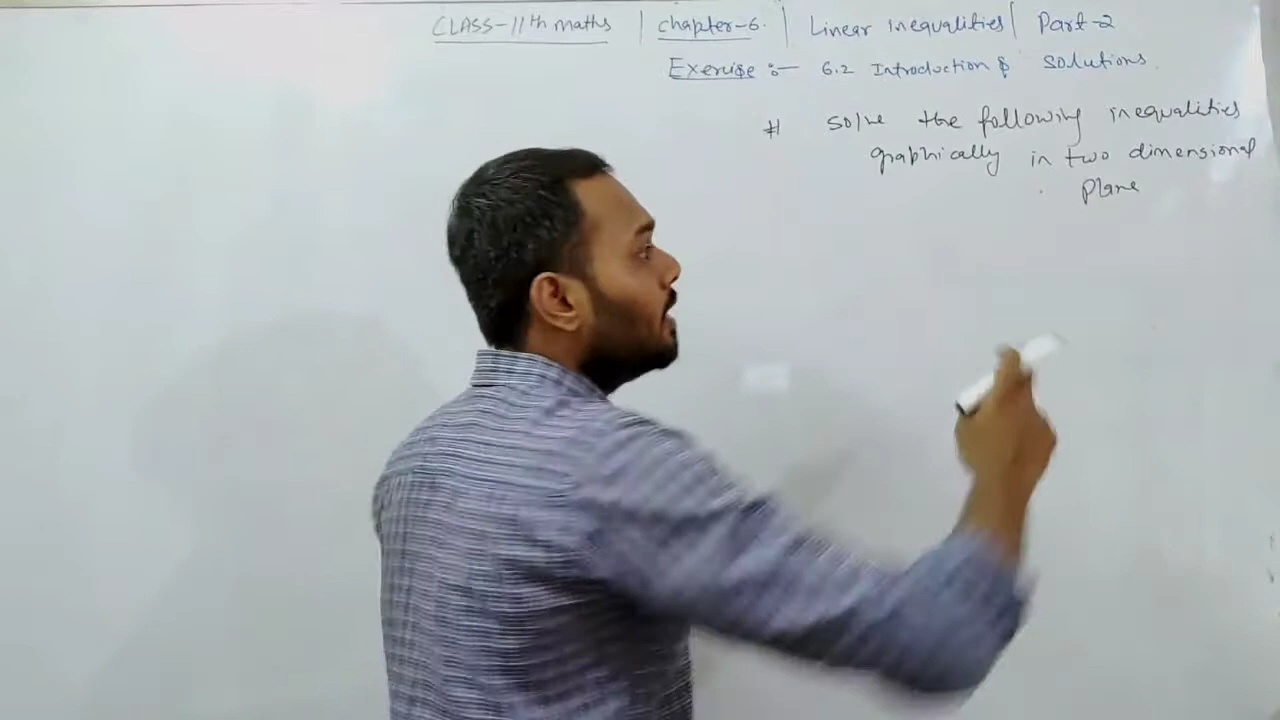 CLASS-11th maths | chapter-6. | Linear Inequalities | Part-2
Exercise :- 6.2 Introduction & Solutions.
# solve the following inequalities
graphically in two dimensional
plane